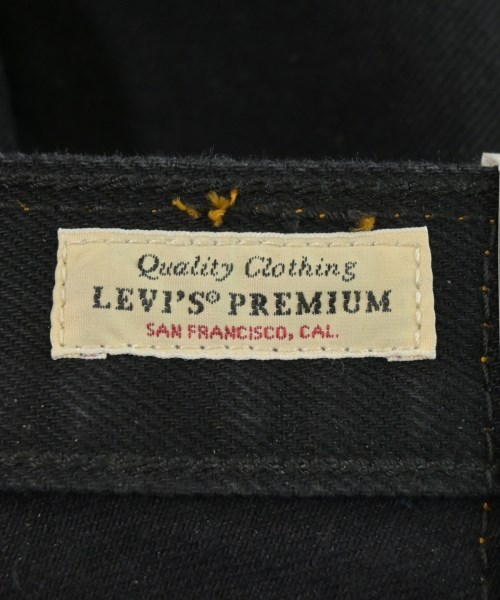 Quality Clothing
LEVI'S® PREMIUM
SAN FRANCISCO, CAL.